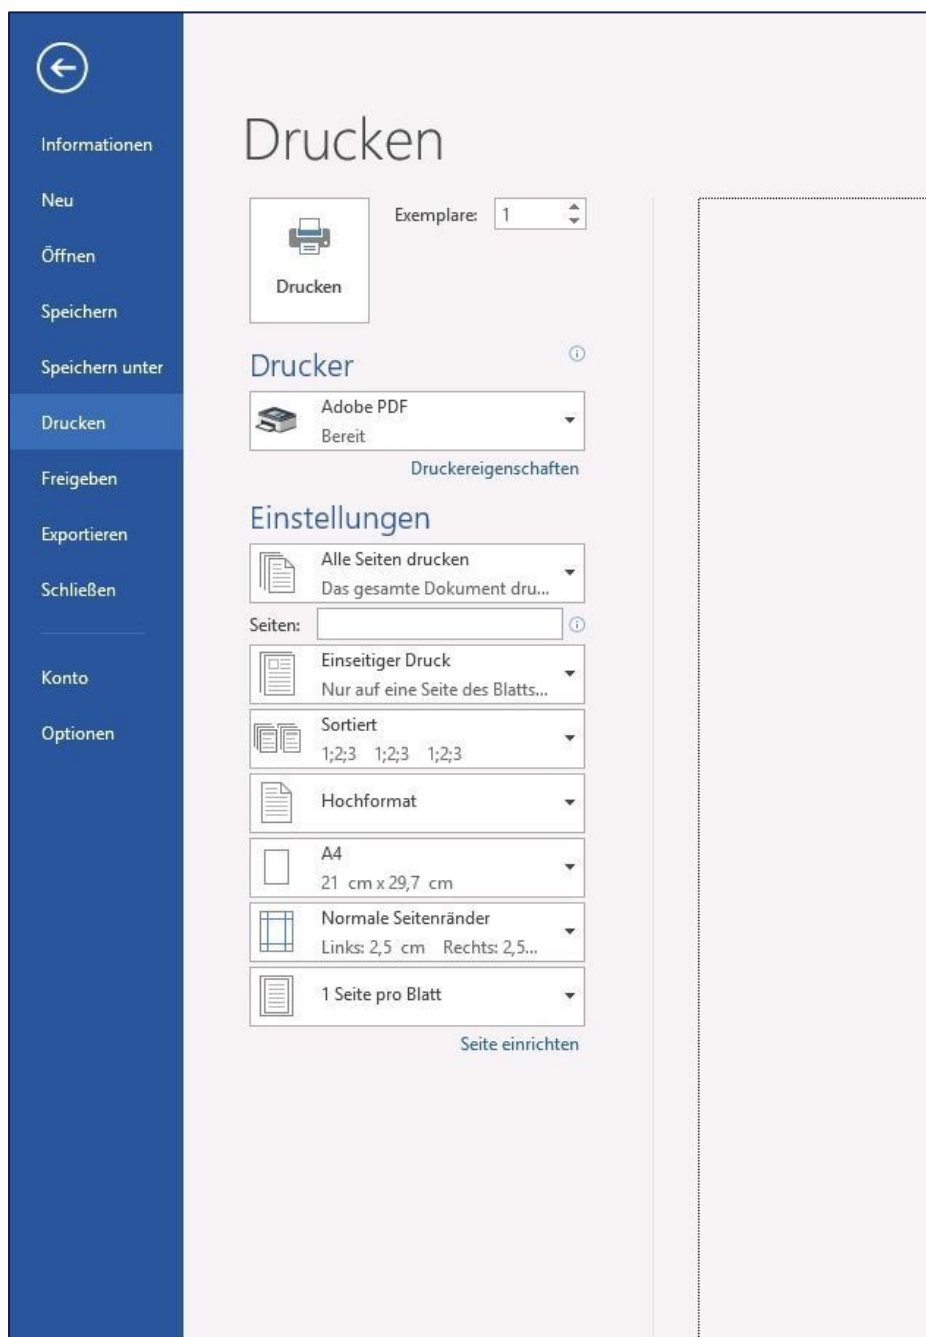 Informationen
Neu
Öffnen
Speichern
Speichern unter
Drucken
Freigeben
Exportieren
Schließen
Konto
Optionen
Drucken
Drucken
Exemplare: 1
Drucker
Adobe PDF
Bereit
Druckereigenschaften
Einstellungen
Alle Seiten drucken
Das gesamte Dokument dru...
Seiten:
Einseitiger Druck
Nur auf eine Seite des Blatts...
Sortiert
1;2;3 1;2;3 1;2;3
Hochformat
A4
21 cm x 29,7 cm
Normale Seitenränder
Links: 2,5 cm Rechts: 2,5...
1 Seite pro Blatt
Seite einrichten